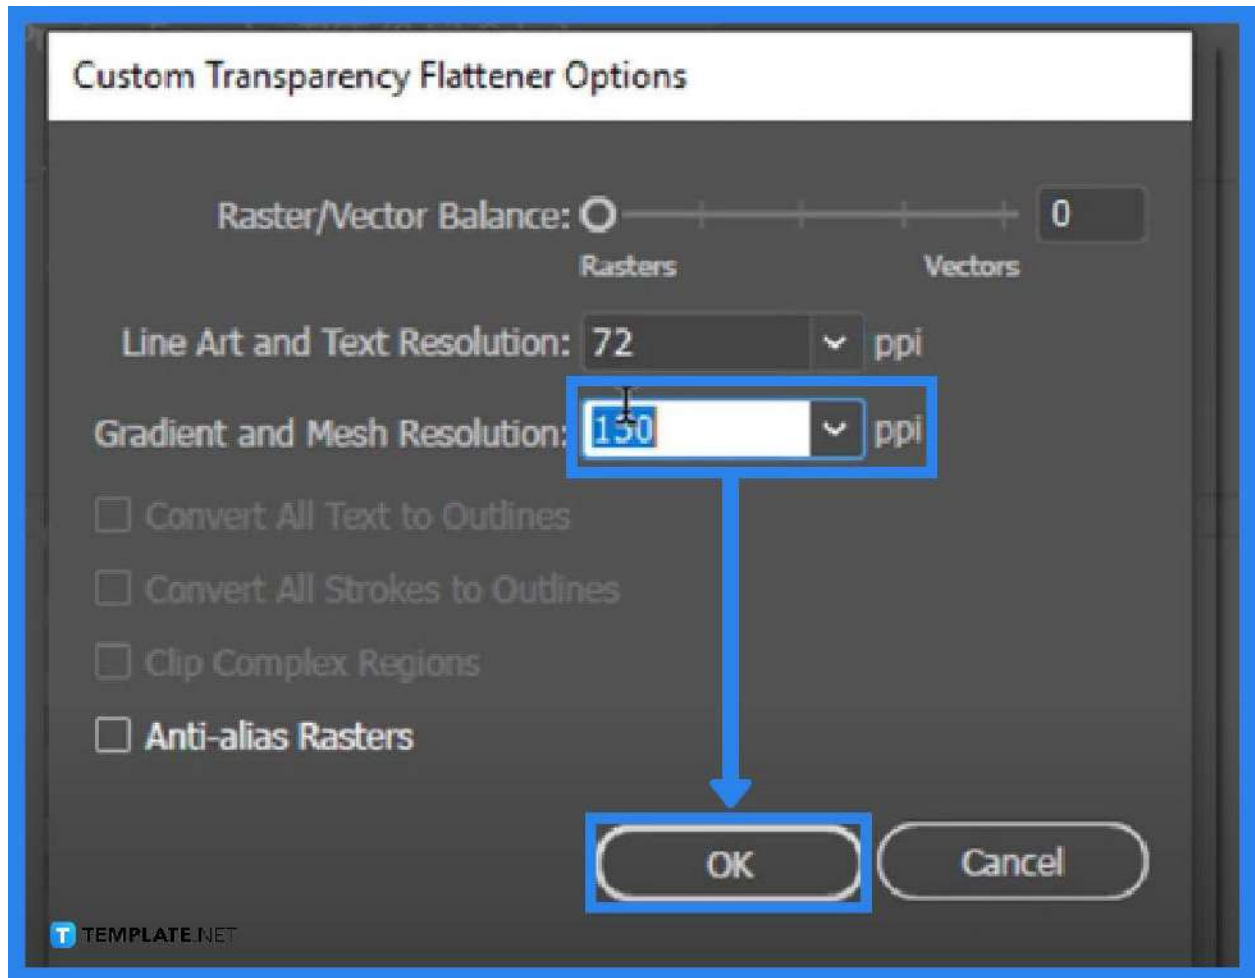 Custom Transparency Flattener Options
Raster/Vector Balance: 0
Rasters Vectors
Line Art and Text Resolution: 72 ppi
Gradient and Mesh Resolution: 150 ppi
Convert All Text to Outlines
Convert All Strokes to Outlines
Clip Complex Regions
Anti-alias Rasters
OK Cancel
T TEMPLATE.NET